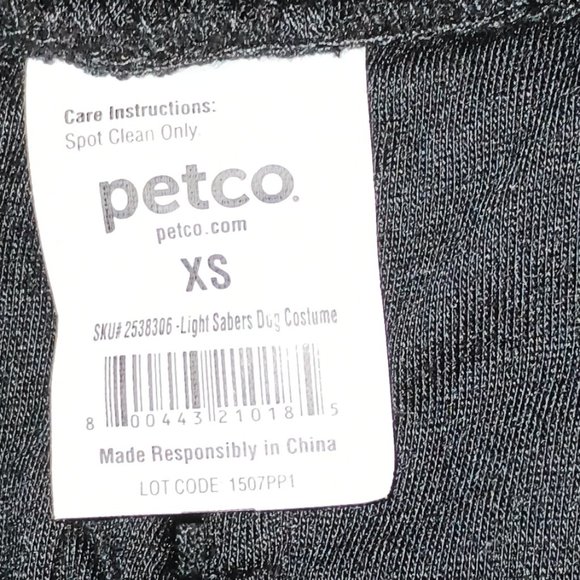 Care Instructions:
Spot Clean Only.
petco.
petco.com
XS
SKU# 2538306 -Light Sabers Dog Costume
8 00443 21018 5
Made Responsibly in China
LOT CODE 1507PP1